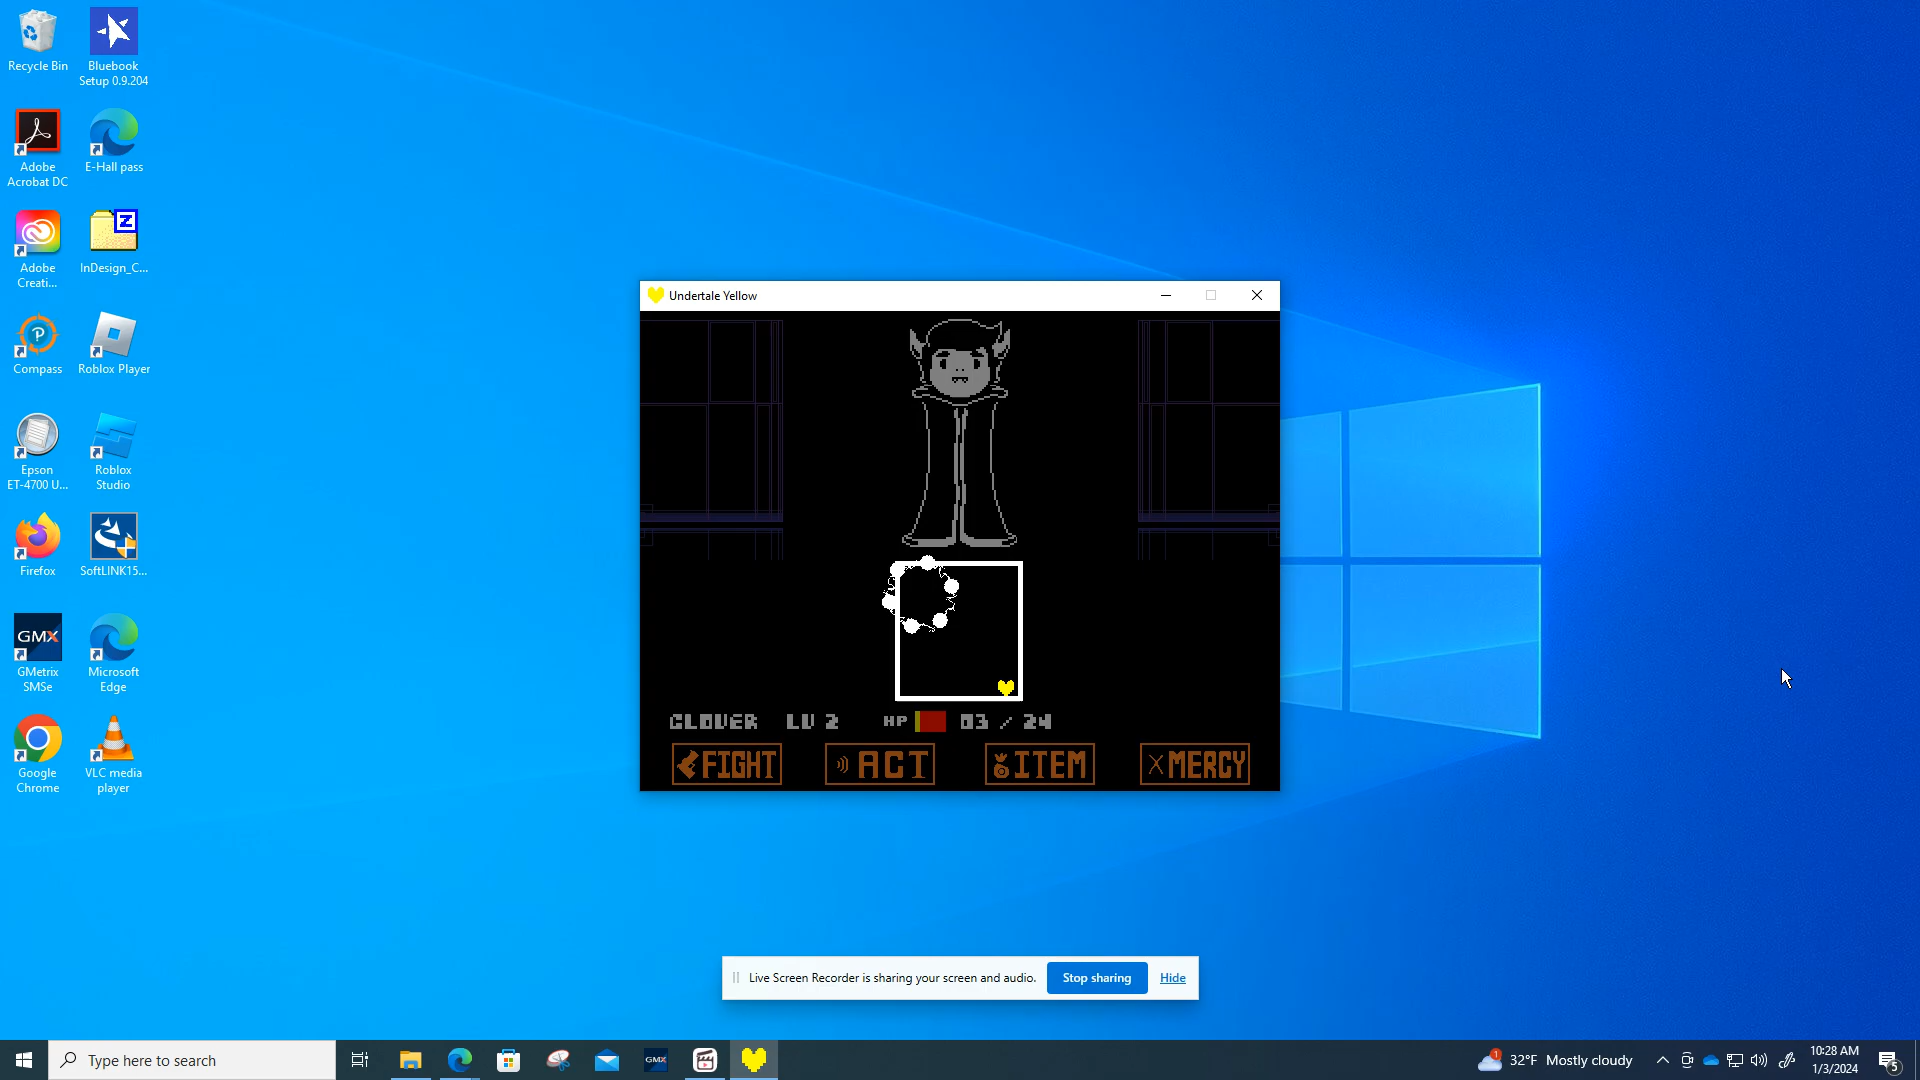 Recycle Bin
Bluebook
Setup 0.9.204
Adobe
Acrobat DC
E-Hall pass
Adobe
Creati...
InDesign_C...
Compass
Roblox Player
Epson
ET-4700 U...
Roblox
Studio
Firefox
SoftLINK15...
GMX
GMetrix
SMSe
Microsoft
Edge
Google
Chrome
VLC media
player
Undertale Yellow
CLOVER LV 2 HP 03 / 24
FIGHT ACT ITEM MERCY
Live Screen Recorder is sharing your screen and audio. Stop sharing Hide
Type here to search
GMX
1
32°F Mostly cloudy
10:28 AM
1/3/2024
5